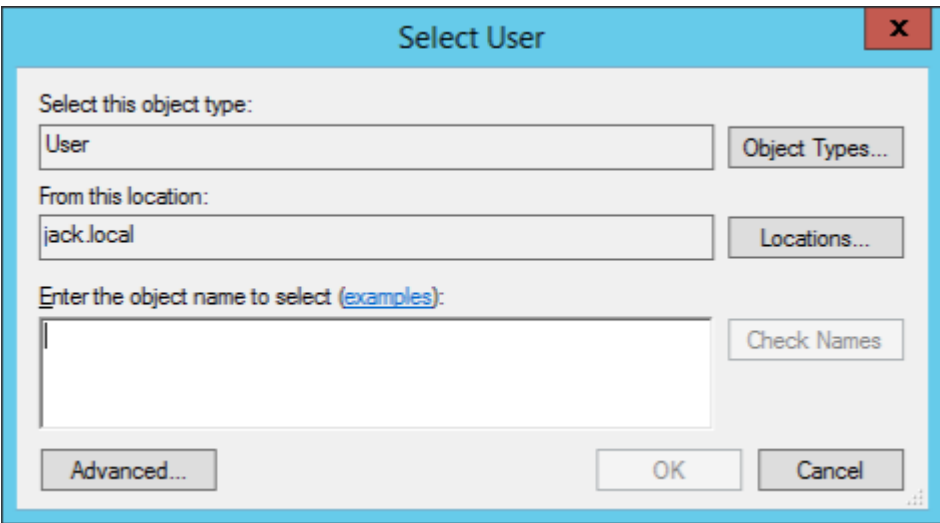 Select User
x
Select this object type:
User
Object Types...
From this location:
jack.local
Locations...
Enter the object name to select (examples):
Check Names
Advanced...
OK
Cancel